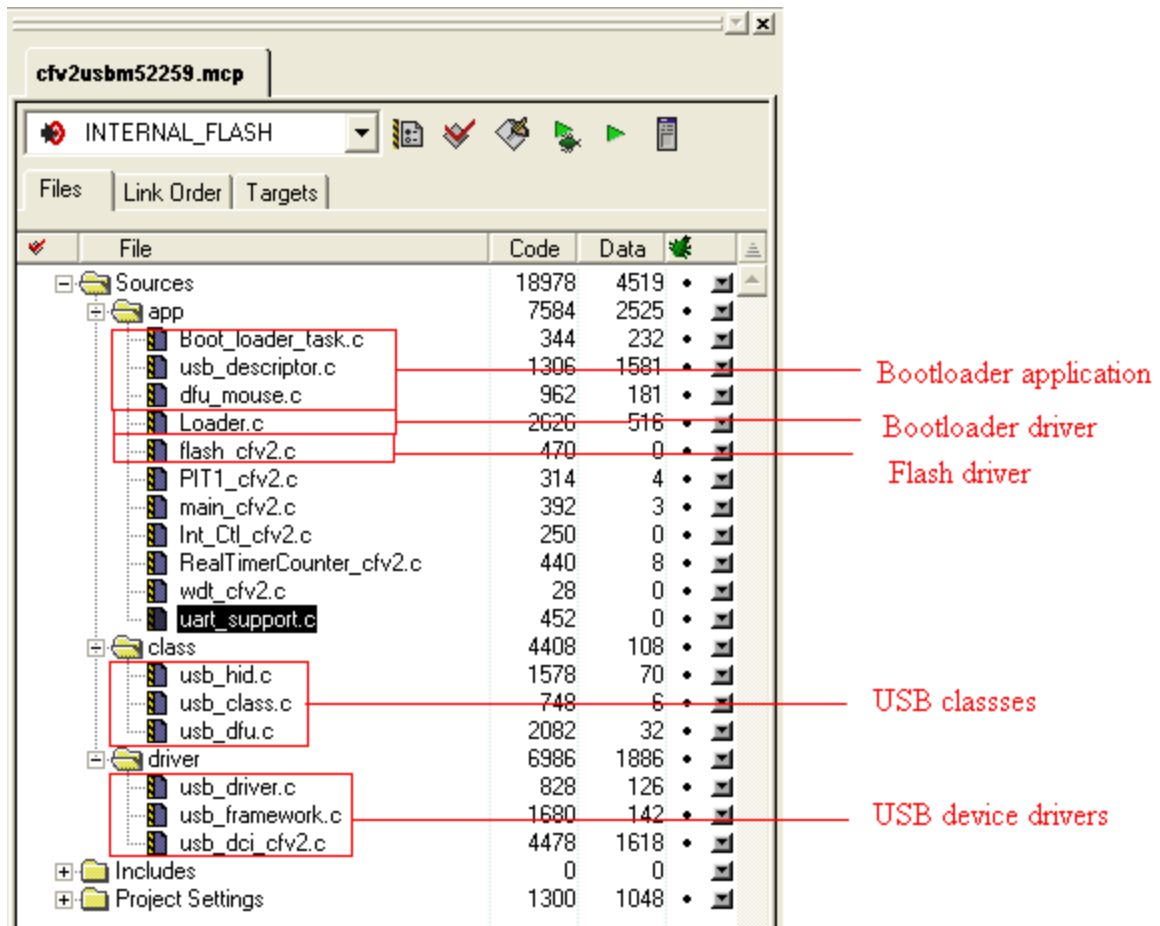 cfv2usbm52259.mcp
INTERNAL_FLASH
Files Link Order Targets
File Code Data
Sources 18978 4519
app 7584 2525
Boot_loader_task.c 344 232
usb_descriptor.c 1306 1581
dfu_mouse.c 962 181
Bootloader application
Loader.c 2626 516
Bootloader driver
flash_cfv2.c 470 0
Flash driver
PIT1_cfv2.c 314 4
main_cfv2.c 392 3
Int_Ctl_cfv2.c 250 0
RealTimerCounter_cfv2.c 440 8
wdt_cfv2.c 28 0
uart_support.c 452 0
class 4408 108
usb_hid.c 1578 70
usb_class.c 748 6
USB classses
usb_dfu.c 2082 32
driver 6986 1886
usb_driver.c 828 126
usb_framework.c 1680 142
USB device drivers
usb_dci_cfv2.c 4478 1618
Includes 0 0
Project Settings 1300 1048